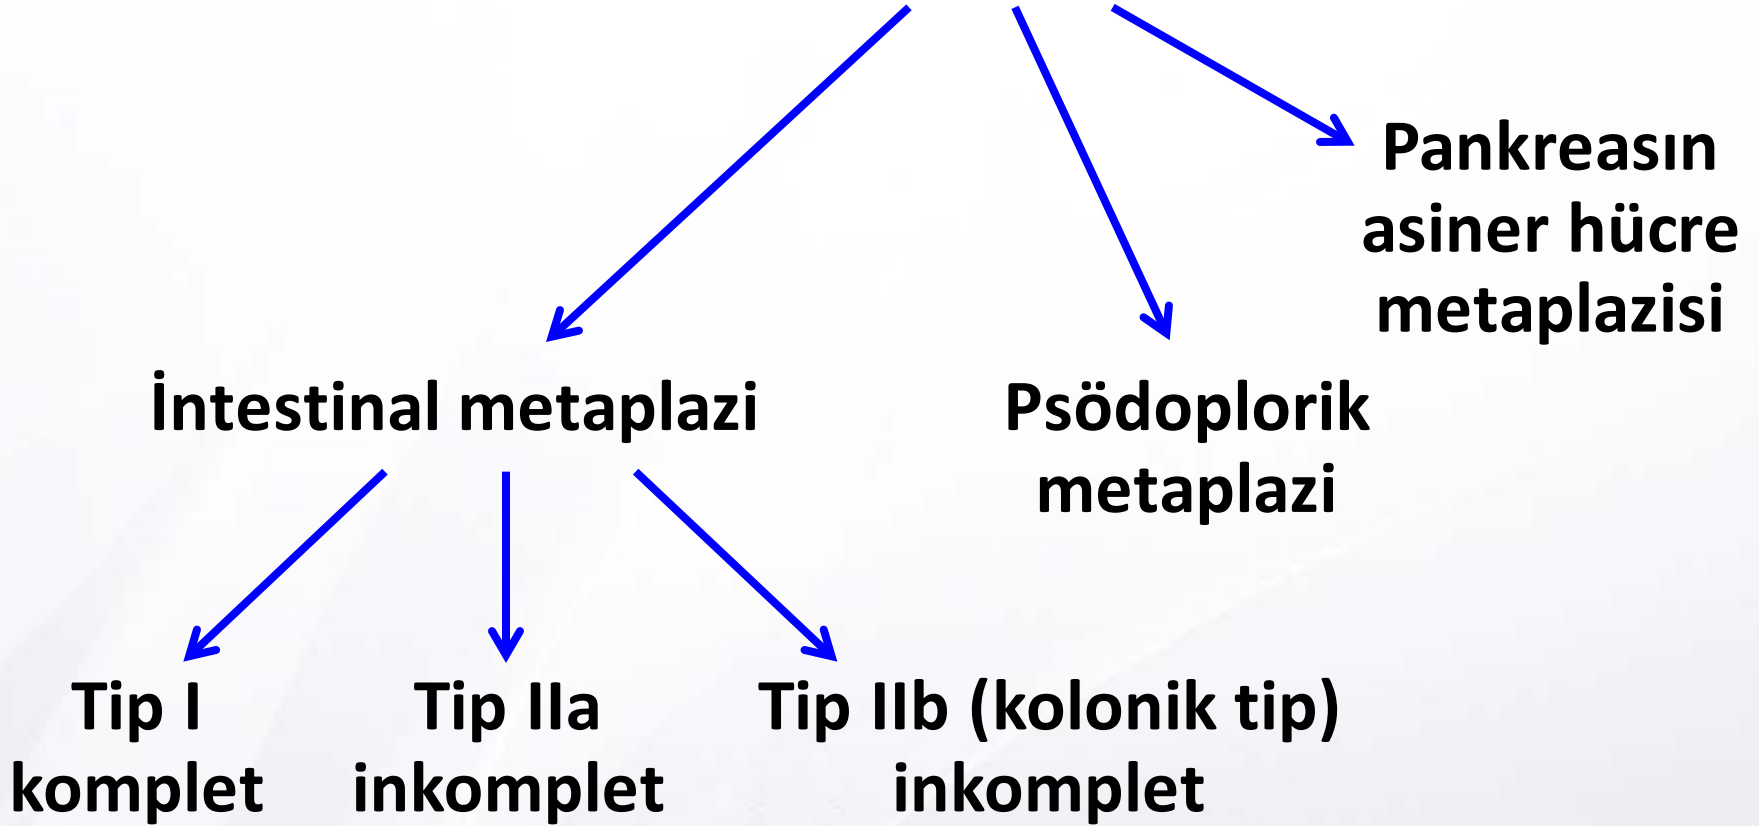 Pankreasın
asiner hücre
metaplazisi
İntestinal metaplazi
Psödoplorik
metaplazi
Tip I
komplet
Tip IIa
inkomplet
Tip IIb (kolonik tip)
inkomplet